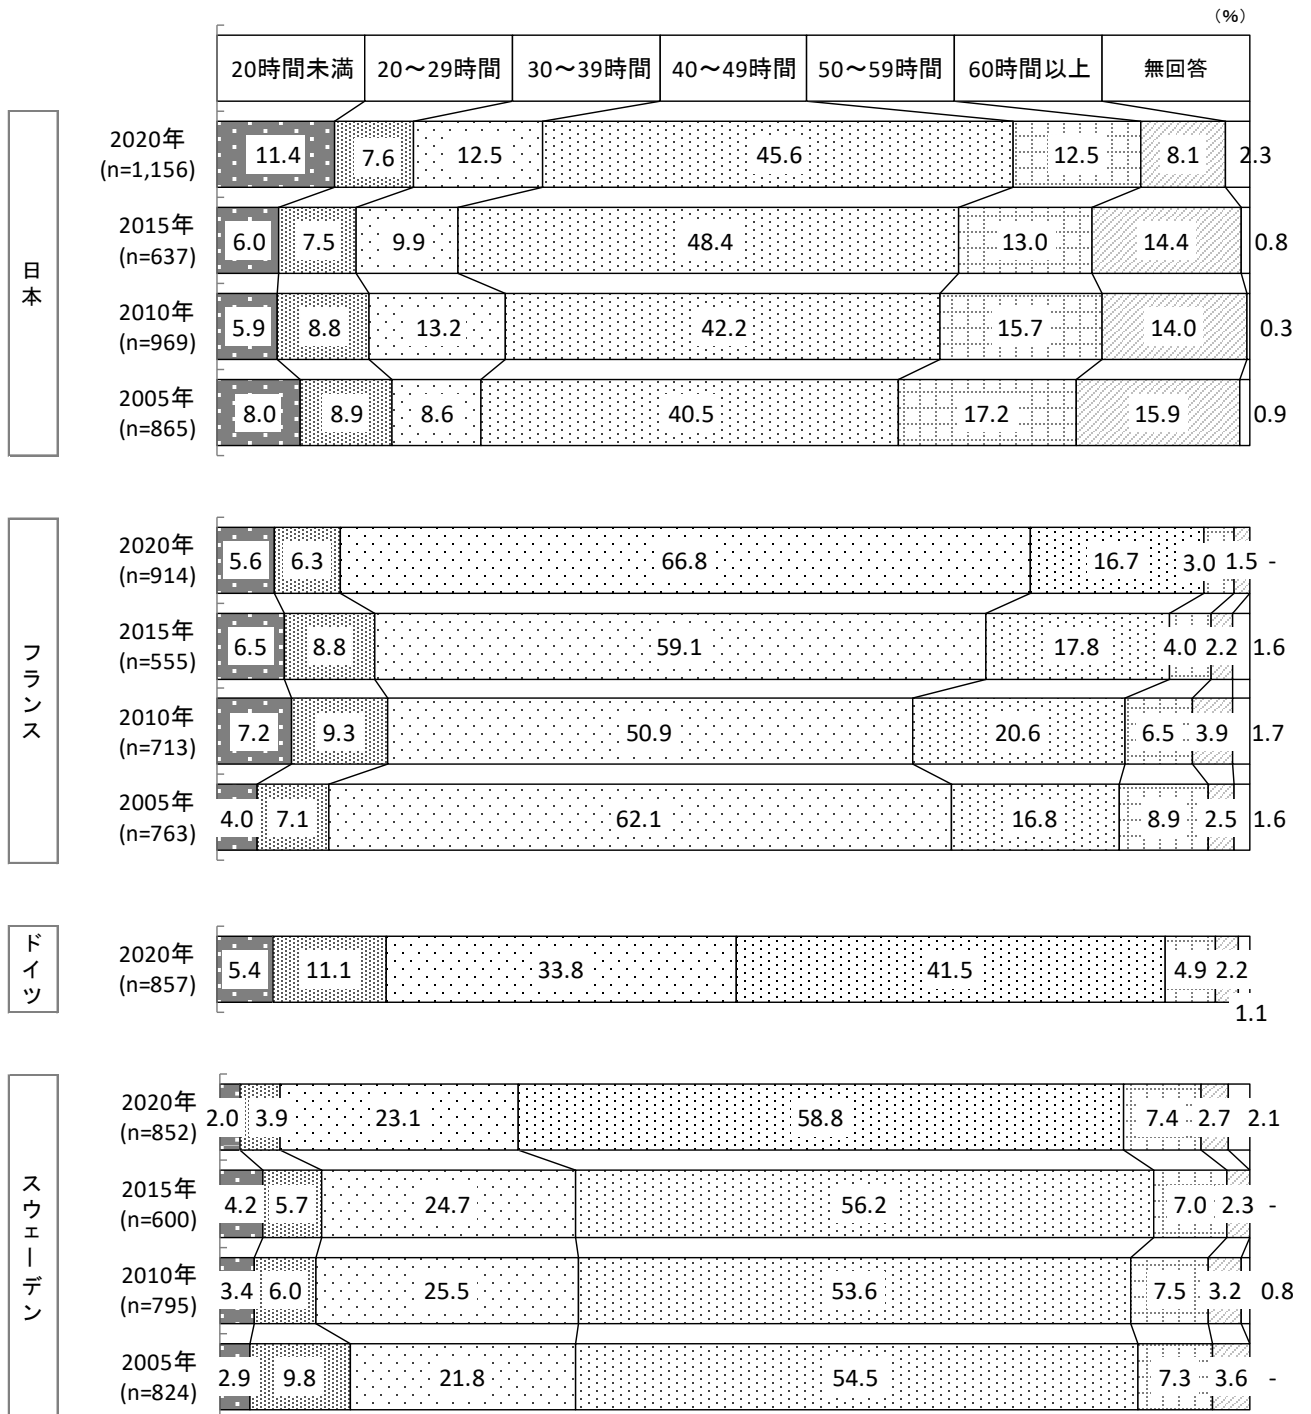 （%）
20時間未満 20～29時間 30～39時間 40～49時間 50～59時間 60時間以上 無回答
日本
2020年
(n=1,156)
11.4 7.6 12.5 45.6 12.5 8.1 2.3
2015年
(n=637)
6.0 7.5 9.9 48.4 13.0 14.4 0.8
2010年
(n=969)
5.9 8.8 13.2 42.2 15.7 14.0 0.3
2005年
(n=865)
8.0 8.9 8.6 40.5 17.2 15.9 0.9
フランス
2020年
(n=914)
5.6 6.3 66.8 16.7 3.0 1.5 -
2015年
(n=555)
6.5 8.8 59.1 17.8 4.0 2.2 1.6
2010年
(n=713)
7.2 9.3 50.9 20.6 6.5 3.9 1.7
2005年
(n=763)
4.0 7.1 62.1 16.8 8.9 2.5 1.6
ドイツ
2020年
(n=857)
5.4 11.1 33.8 41.5 4.9 2.2
1.1
スウェーデン
2020年
(n=852)
2.0 3.9 23.1 58.8 7.4 2.7 2.1
2015年
(n=600)
4.2 5.7 24.7 56.2 7.0 2.3 -
2010年
(n=795)
3.4 6.0 25.5 53.6 7.5 3.2 0.8
2005年
(n=824)
2.9 9.8 21.8 54.5 7.3 3.6 -